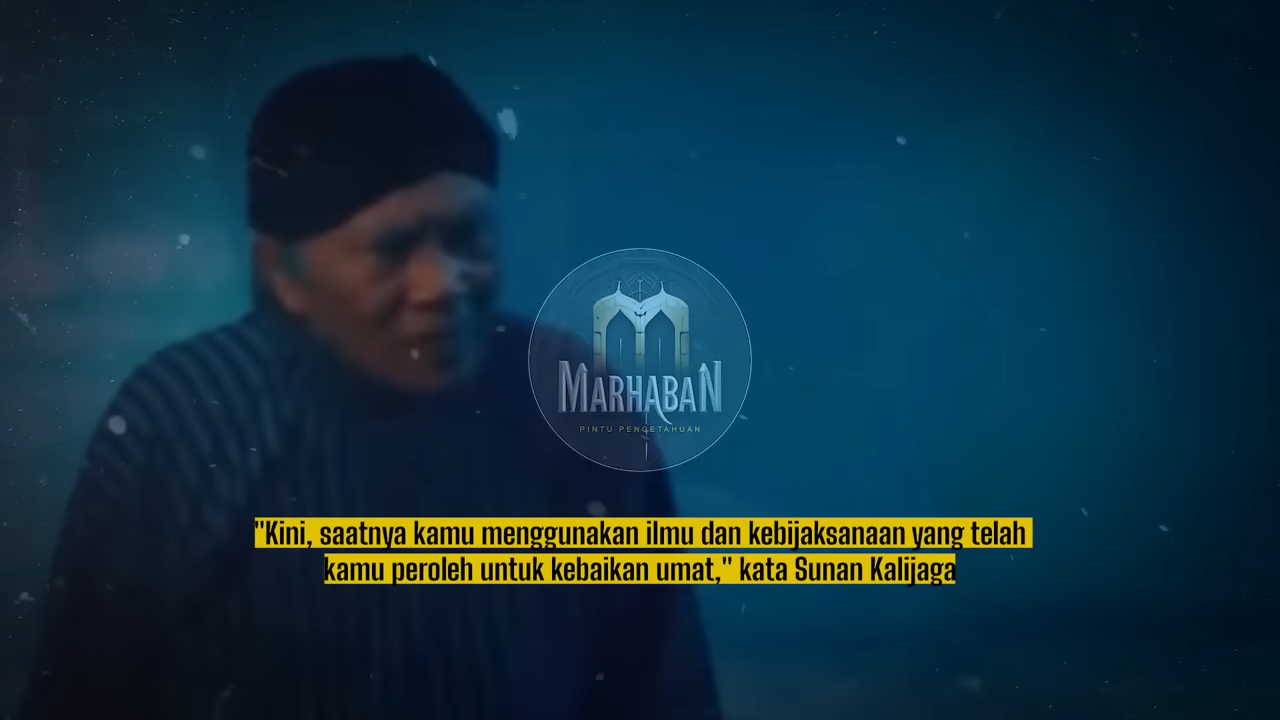 MARHABAN
PINTU PENGETAHUAN
"Kini, saatnya kamu menggunakan ilmu dan kebijaksanaan yang telah
kamu peroleh untuk kebaikan umat," kata Sunan Kalijaga